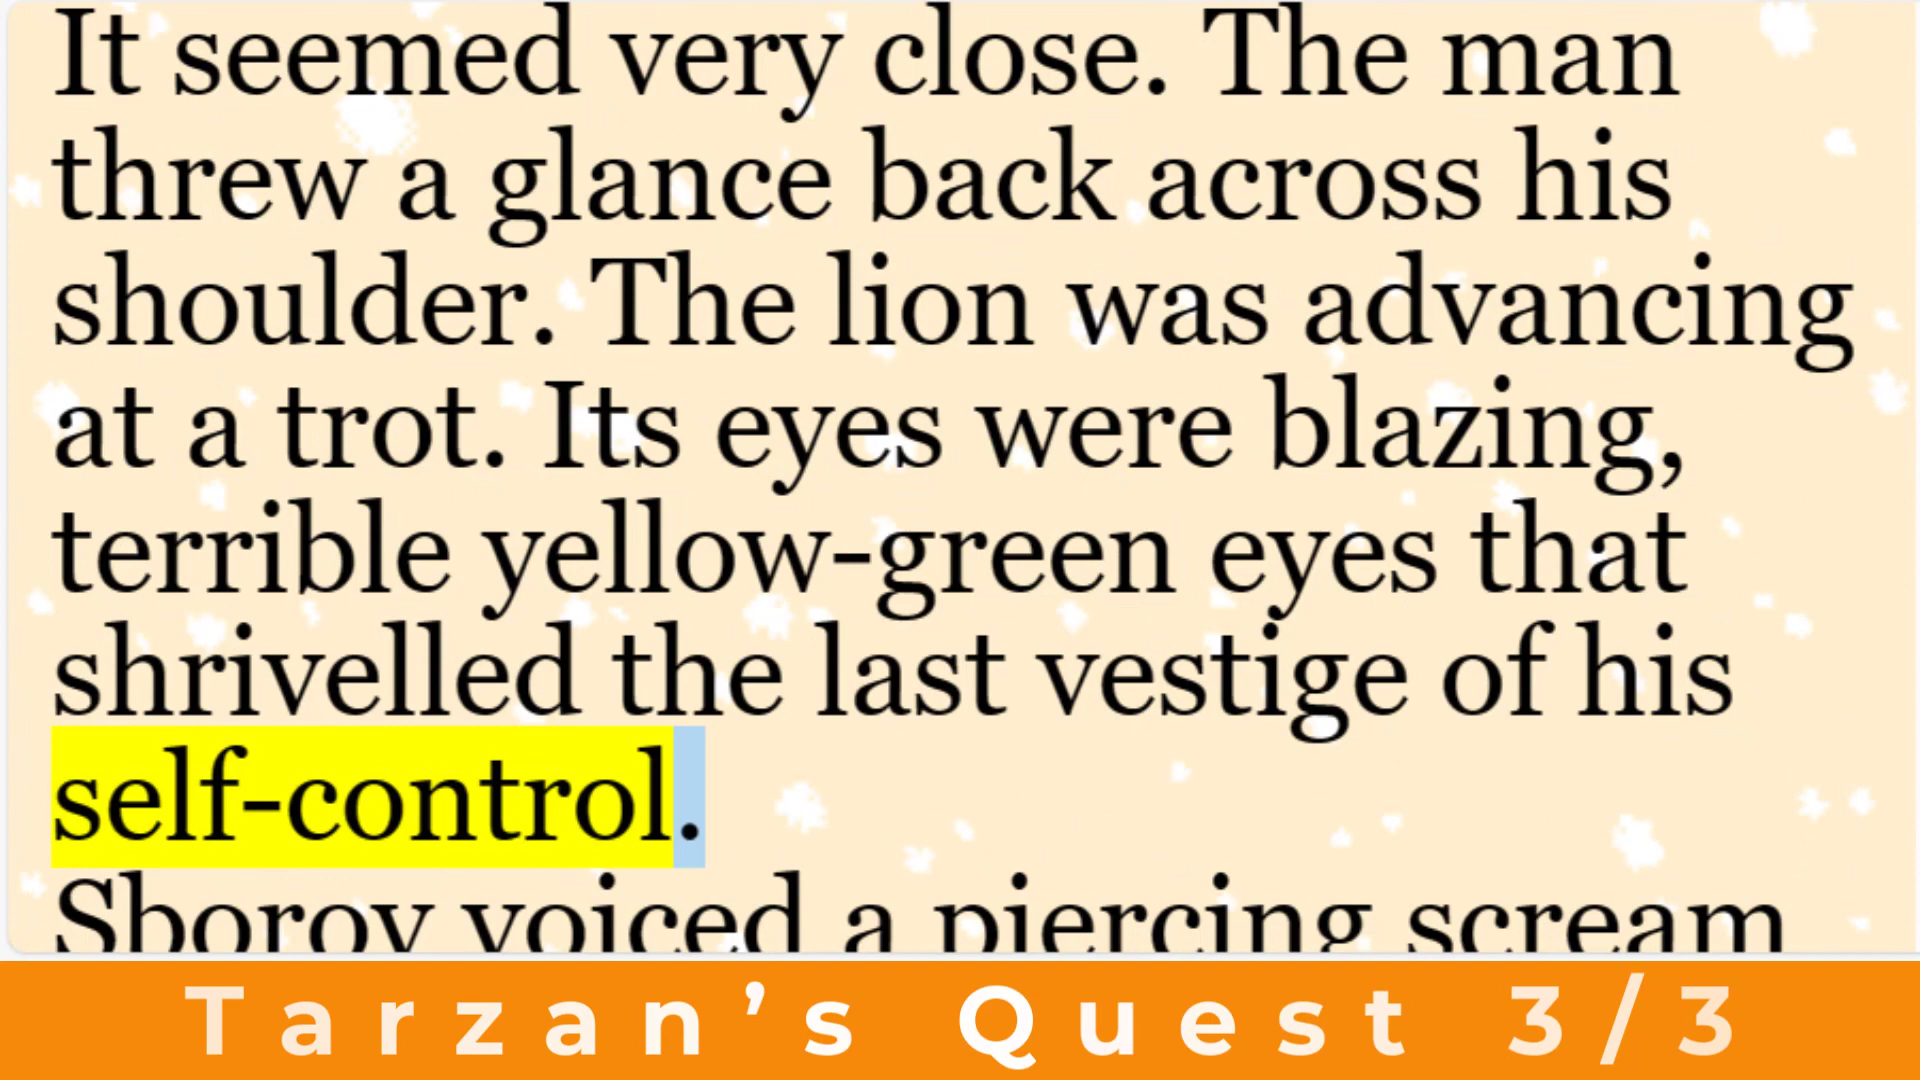 It seemed very close. The man
threw a glance back across his
shoulder. The lion was advancing
at a trot. Its eyes were blazing,
terrible yellow-green eyes that
shrivelled the last vestige of his
self-control.
Sborov voiced a piercing scream
Tarzan’s Quest 3/3